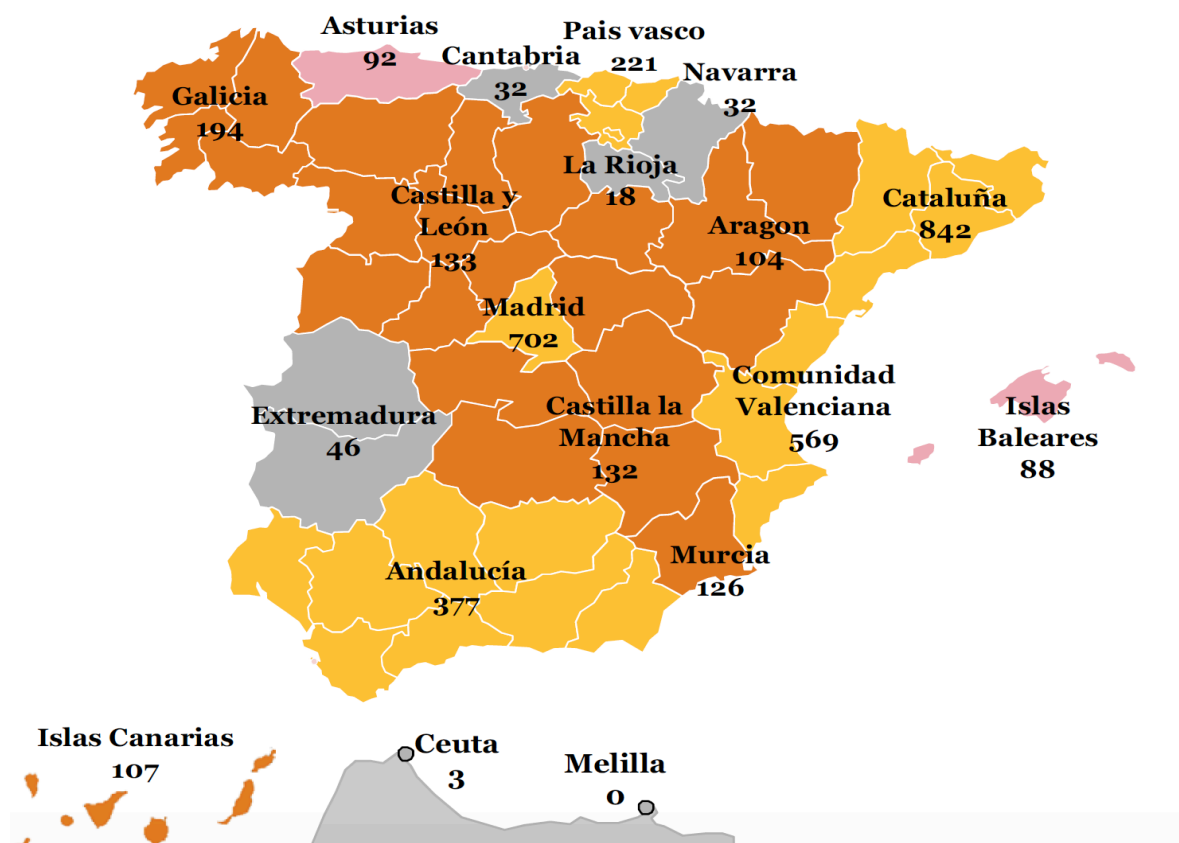 Asturias
92
Cantabria
32
Pais vasco
221
Navarra
32
Galicia
194
La Rioja
18
Castilla y
León
133
Aragon
104
Cataluña
842
Madrid
702
Extremadura
46
Castilla la
Mancha
132
Comunidad
Valenciana
569
Islas
Baleares
88
Andalucía
377
Murcia
126
Islas Canarias
107
Ceuta
3
Melilla
0